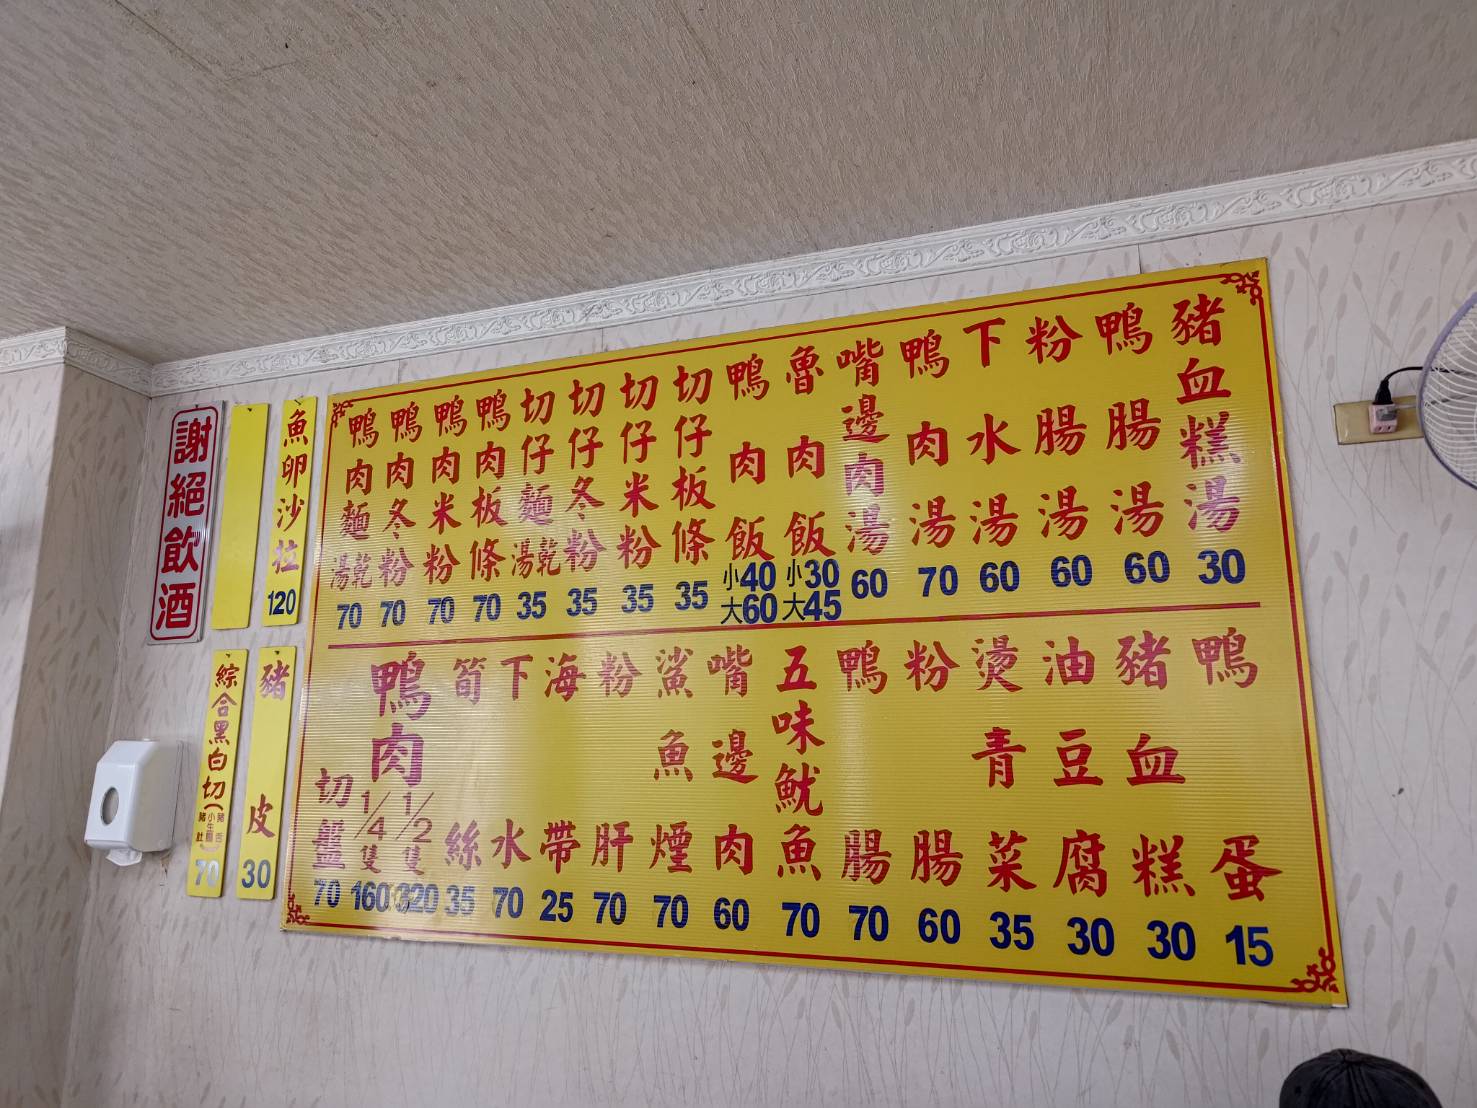 謝絕飲酒
魚卵沙拉 120
綜合黑白切(豬肚 小生腸 豬舌) 70
豬皮 30
鴨肉麵 湯乾 70
鴨肉冬粉 70
鴨肉米粉 70
鴨肉板條 70
切仔麵 湯乾 35
切仔冬粉 35
切仔米粉 35
切仔板條 35
鴨肉飯 小40 大60
魯肉飯 小30 大45
嘴邊肉湯 60
鴨肉湯 70
下水湯 60
粉腸湯 60
鴨腸湯 60
豬血糕湯 30
鴨肉
切盤 70
1/4隻 160
1/2隻 320
筍絲 35
下水 70
海帶 25
粉肝 70
鯊魚煙 70
嘴邊肉 60
五味魷魚 70
鴨腸 70
粉腸 60
燙青菜 35
油豆腐 30
豬血糕 30
鴨蛋 15